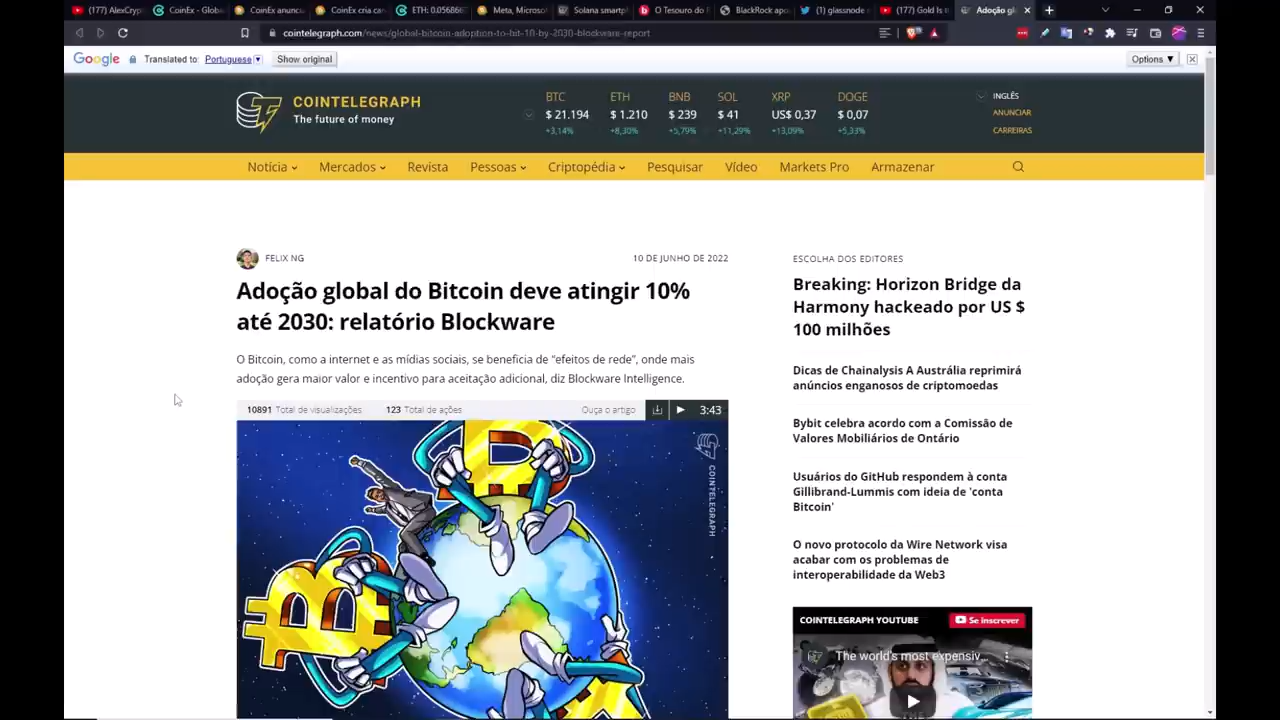 (177) AlexCryp
CoinEx - Globa
CoinEx anunci
CoinEx cria car
ETH: 0.056866
Meta, Microsof
Solana smartp
O Tesouro do
BlackRock apo
(1) glassnode
(177) Gold Is t
Adoção gl
cointelegraph.com/news/global-bitcoin-adoption-to-hit-10-by-2030-blockware-report
Google Translated to: Portuguese Show original Options ▼
COINTELEGRAPH
The future of money
BTC ETH BNB SOL XRP DOGE
$ 21.194 $ 1.210 $ 239 $ 41 US$ 0,37 $ 0,07
+3,14% +8,30% +5,79% +11,29% +13,09% +5,33%
INGLÊS
ANUNCIAR
CARREIRAS
Notícia Mercados Revista Pessoas Criptopédia Pesquisar Vídeo Markets Pro Armazenar
FELIX NG 10 DE JUNHO DE 2022
Adoção global do Bitcoin deve atingir 10%
até 2030: relatório Blockware
O Bitcoin, como a internet e as mídias sociais, se beneficia de “efeitos de rede”, onde mais
adoção gera maior valor e incentivo para aceitação adicional, diz Blockware Intelligence.
10891 Total de visualizações 123 Total de ações Ouça o artigo 3:43
COINTELEGRAPH
ESCOLHA DOS EDITORES
Breaking: Horizon Bridge da
Harmony hackeado por US $
100 milhões
Dicas de Chainalysis A Austrália reprimirá
anúncios enganosos de criptomoedas
Bybit celebra acordo com a Comissão de
Valores Mobiliários de Ontário
Usuários do GitHub respondem à conta
Gillibrand-Lummis com ideia de 'conta
Bitcoin'
O novo protocolo da Wire Network visa
acabar com os problemas de
interoperabilidade da Web3
COINTELEGRAPH YOUTUBE Se inscrever
The world's most expensiv...